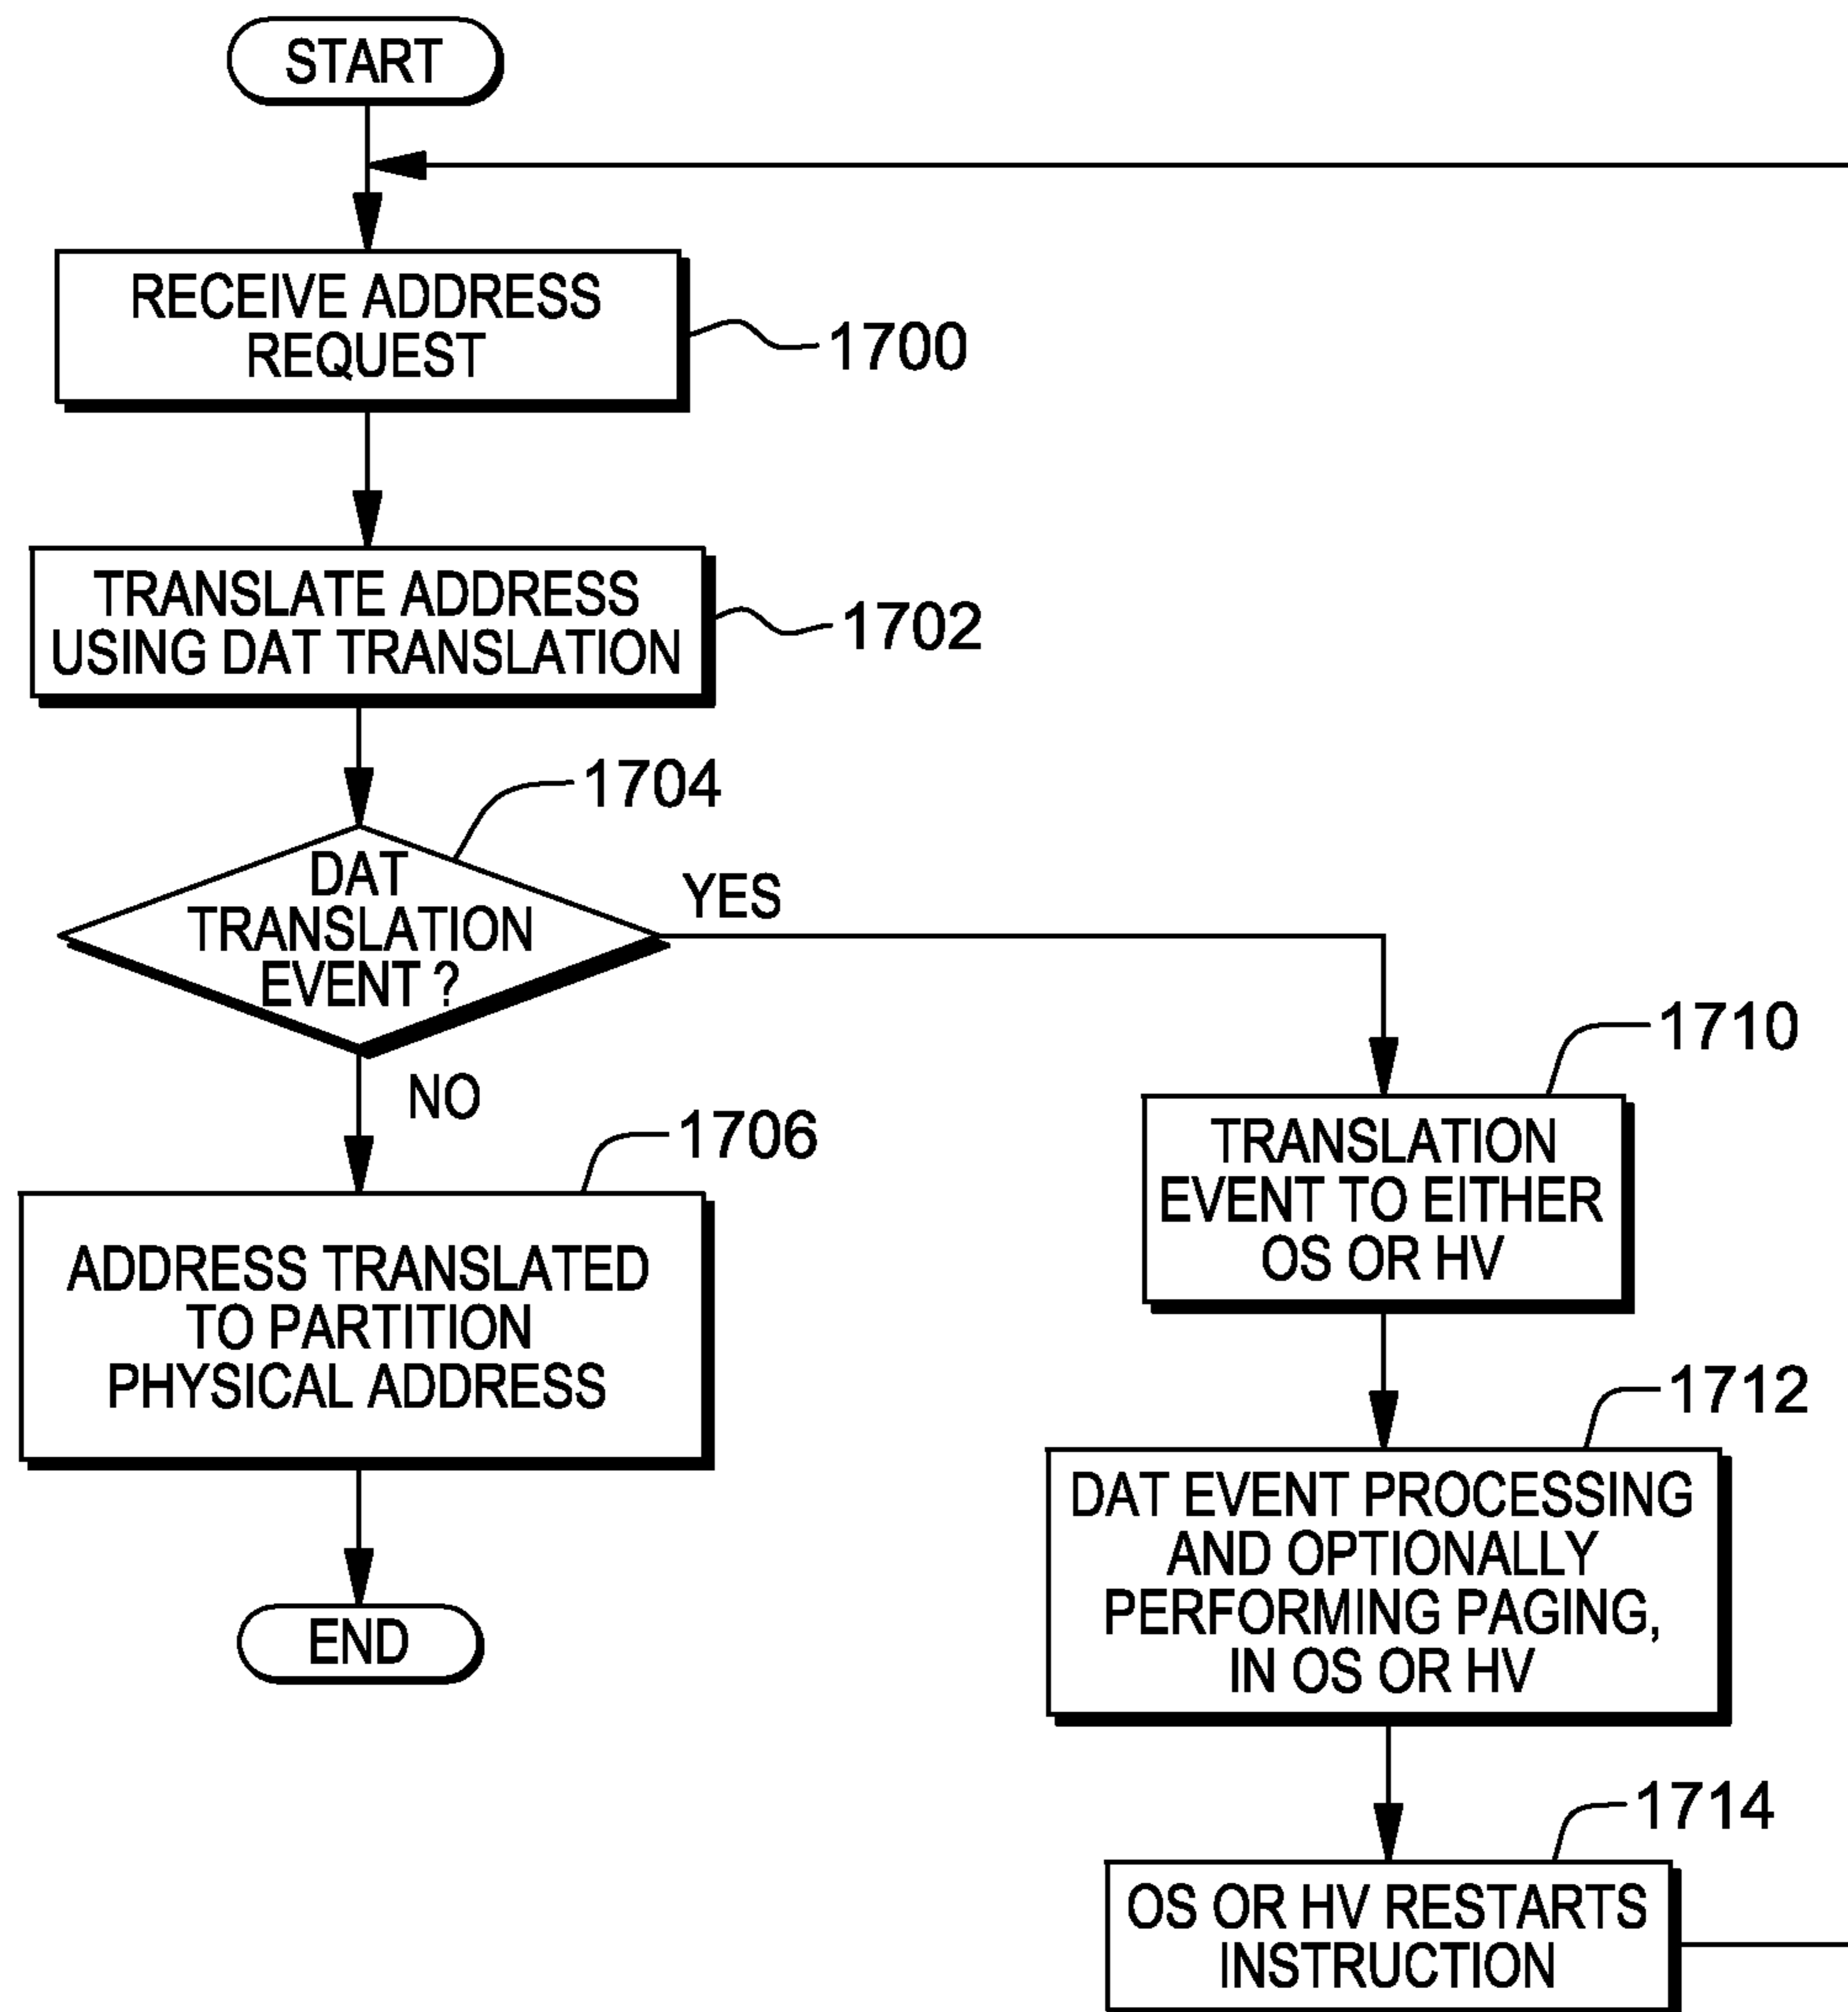 START
RECEIVE ADDRESS
REQUEST
1700
TRANSLATE ADDRESS
USING DAT TRANSLATION
1702
1704
DAT
TRANSLATION
EVENT ?
YES
NO
1706
ADDRESS TRANSLATED
TO PARTITION
PHYSICAL ADDRESS
END
1710
TRANSLATION
EVENT TO EITHER
OS OR HV
1712
DAT EVENT PROCESSING
AND OPTIONALLY
PERFORMING PAGING,
IN OS OR HV
1714
OS OR HV RESTARTS
INSTRUCTION